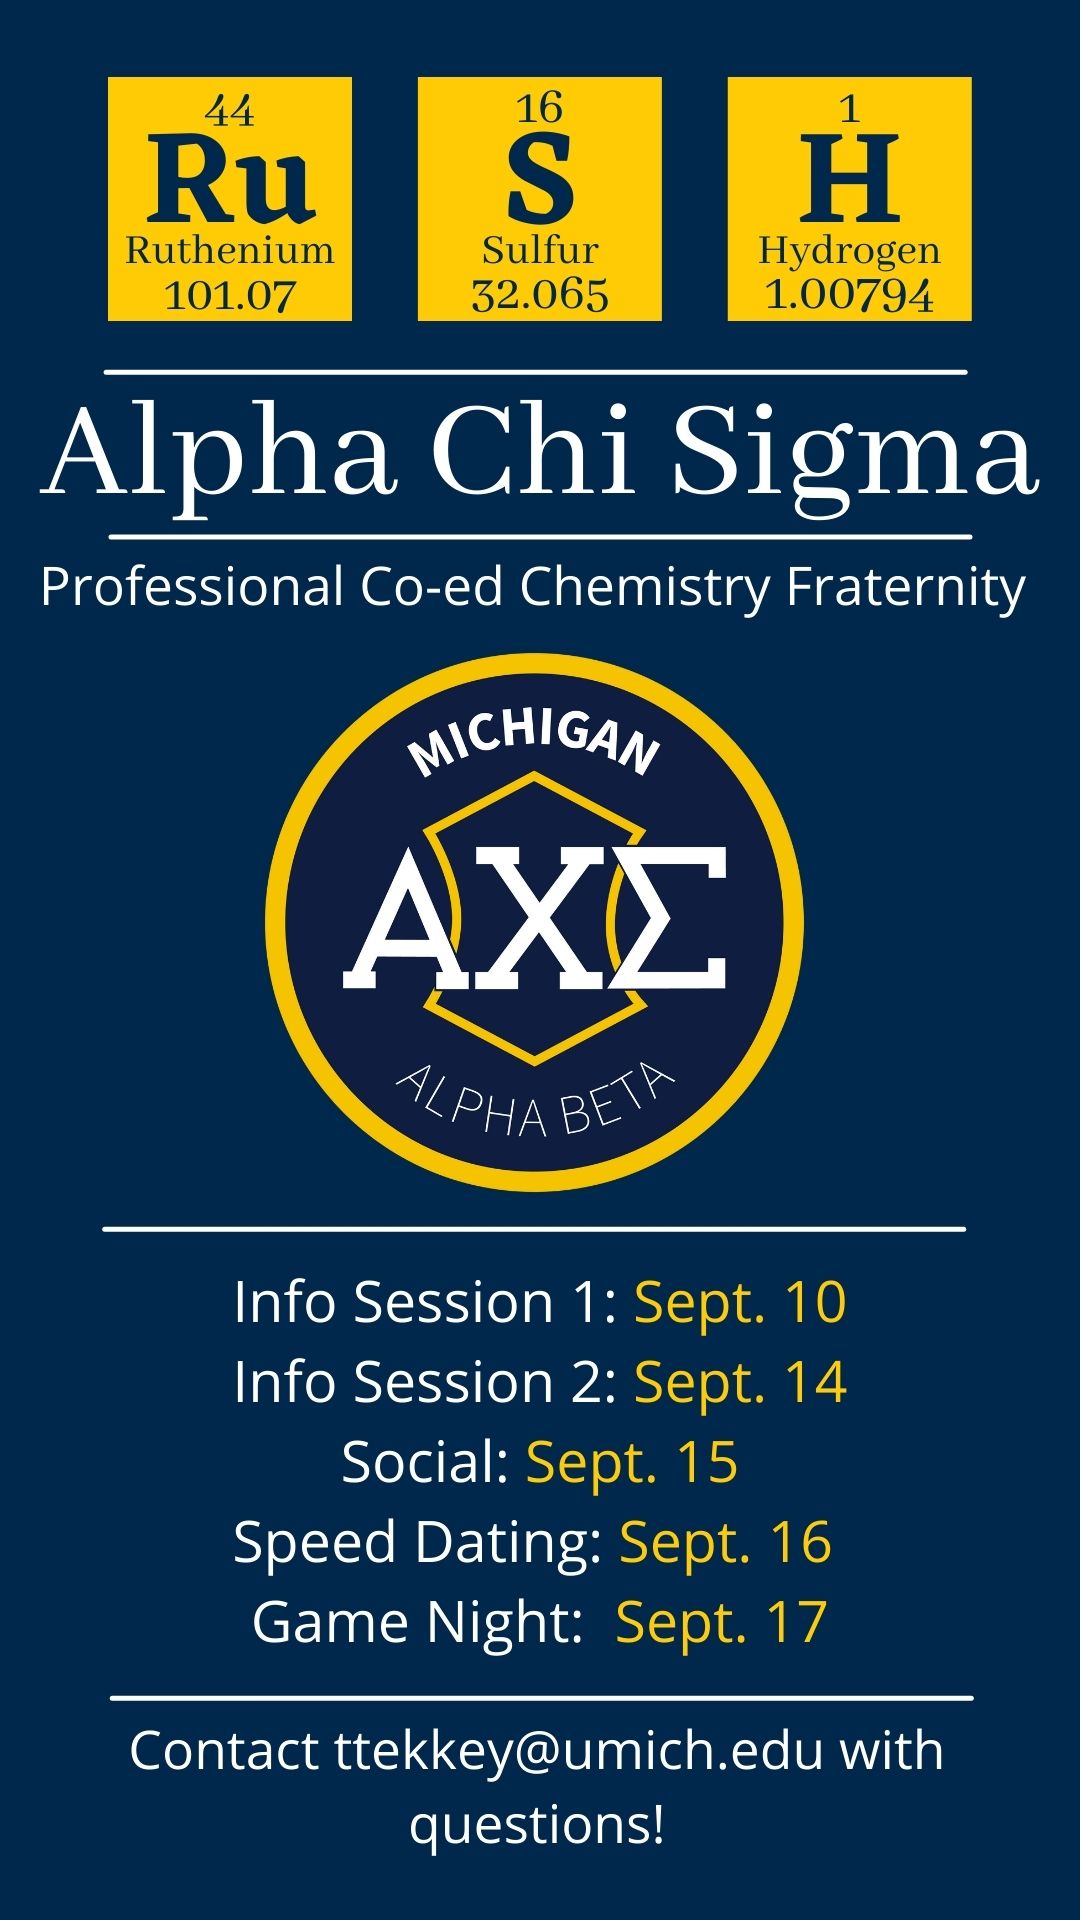 44
Ru
Ruthenium
101.07
16
S
Sulfur
32.065
1
H
Hydrogen
1.00794
Alpha Chi Sigma
Professional Co-ed Chemistry Fraternity
MICHIGAN
ΑΧΣ
ALPHA BETA
Info Session 1: Sept. 10
Info Session 2: Sept. 14
Social: Sept. 15
Speed Dating: Sept. 16
Game Night: Sept. 17
Contact ttekkey@umich.edu with
questions!